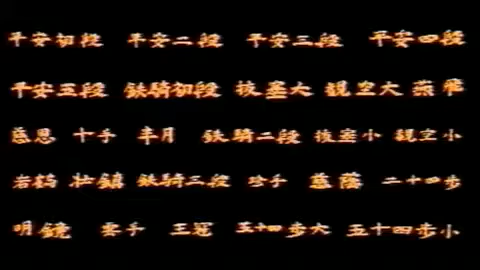 平安初段 平安二段 平安三段 平安四段
平安五段 鉄騎初段 抜塞大 観空大 燕飛
慈恩 十手 半月 鉄騎二段 抜塞小 観空小
岩鶴 壮鎮 鉄騎三段 珍手 慈蔭 二十四歩
明鏡 雲手 王冠 五十四歩大 五十四歩小